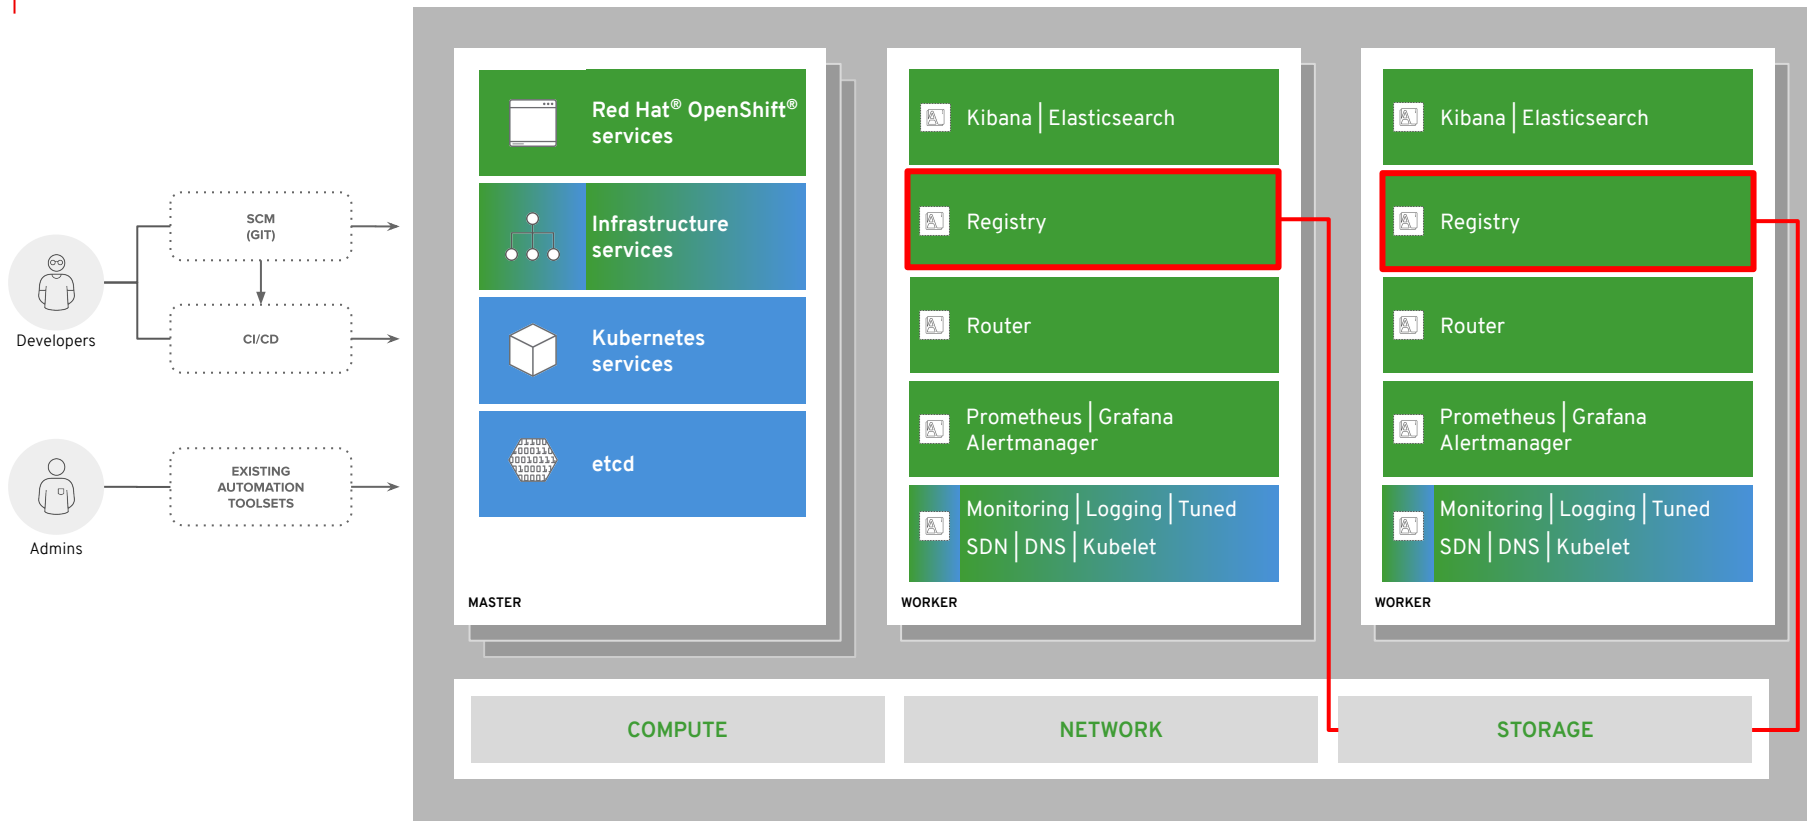 SCM
(GIT)
CI/CD
Developers
EXISTING
AUTOMATION
TOOLSETS
Admins
Red Hat® OpenShift®
services
Infrastructure
services
Kubernetes
services
etcd
MASTER
Kibana | Elasticsearch
Registry
Router
Prometheus | Grafana
Alertmanager
Monitoring | Logging | Tuned
SDN | DNS | Kubelet
WORKER
Kibana | Elasticsearch
Registry
Router
Prometheus | Grafana
Alertmanager
Monitoring | Logging | Tuned
SDN | DNS | Kubelet
WORKER
COMPUTE
NETWORK
STORAGE